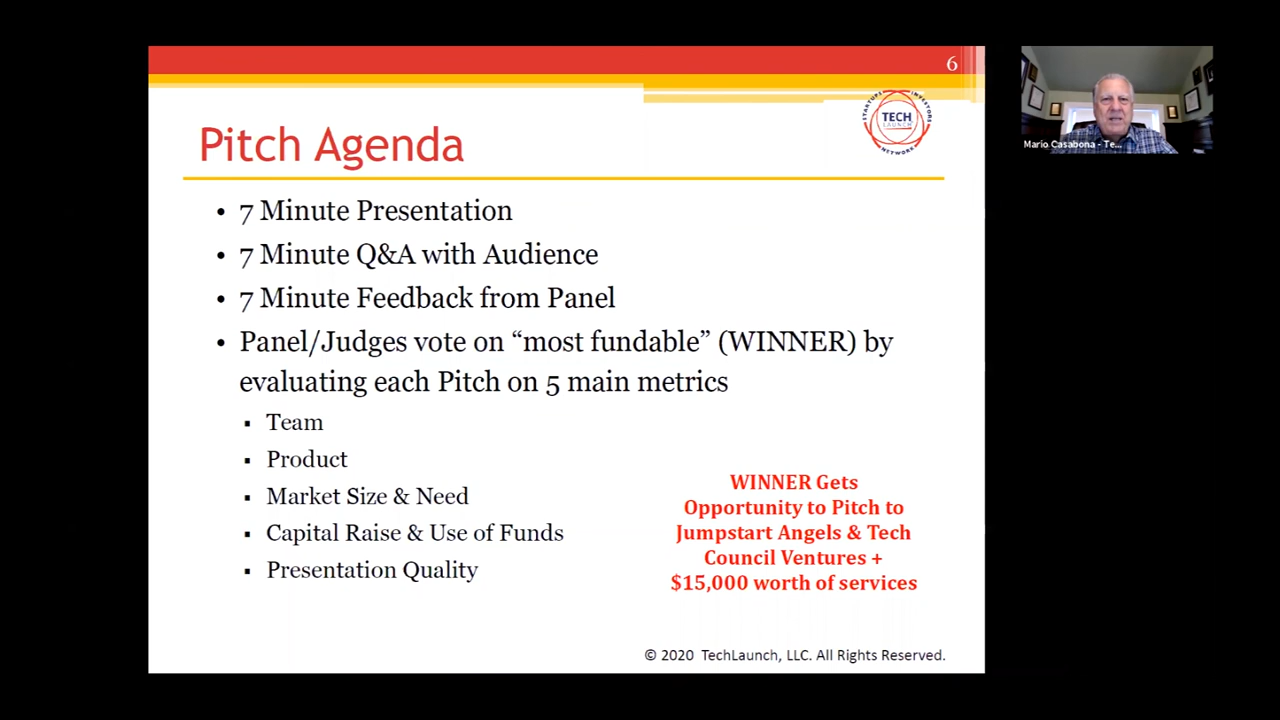 6
STARTUPS INVESTORS
TECH
LAUNCH
NETWORK
Pitch Agenda
• 7 Minute Presentation
• 7 Minute Q&A with Audience
• 7 Minute Feedback from Panel
• Panel/Judges vote on “most fundable” (WINNER) by
evaluating each Pitch on 5 main metrics
▪ Team
▪ Product
▪ Market Size & Need
▪ Capital Raise & Use of Funds
▪ Presentation Quality
WINNER Gets
Opportunity to Pitch to
Jumpstart Angels & Tech
Council Ventures +
$15,000 worth of services
© 2020 TechLaunch, LLC. All Rights Reserved.
Mario Casabona - Te...